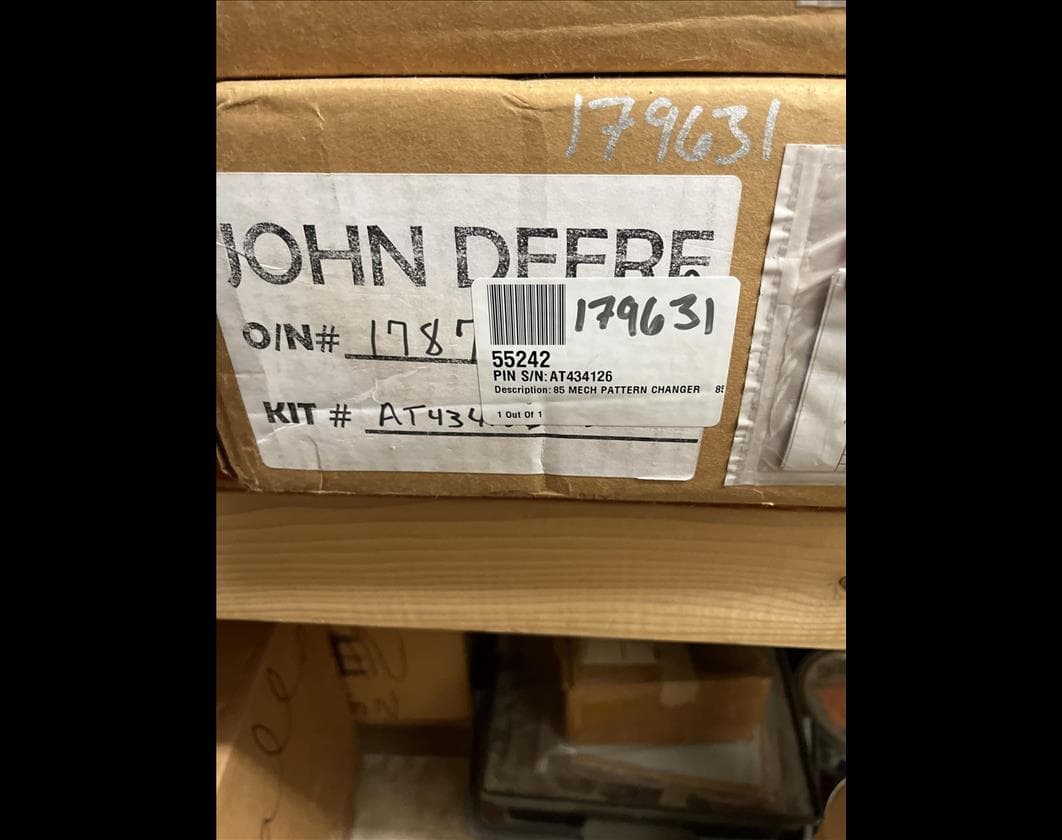 179631
JOHN DEERE
O/N# 1787
179631
55242
PIN S/N: AT434126
Description: 85 MECH PATTERN CHANGER 85
KIT # AT434
1 Out Of 1